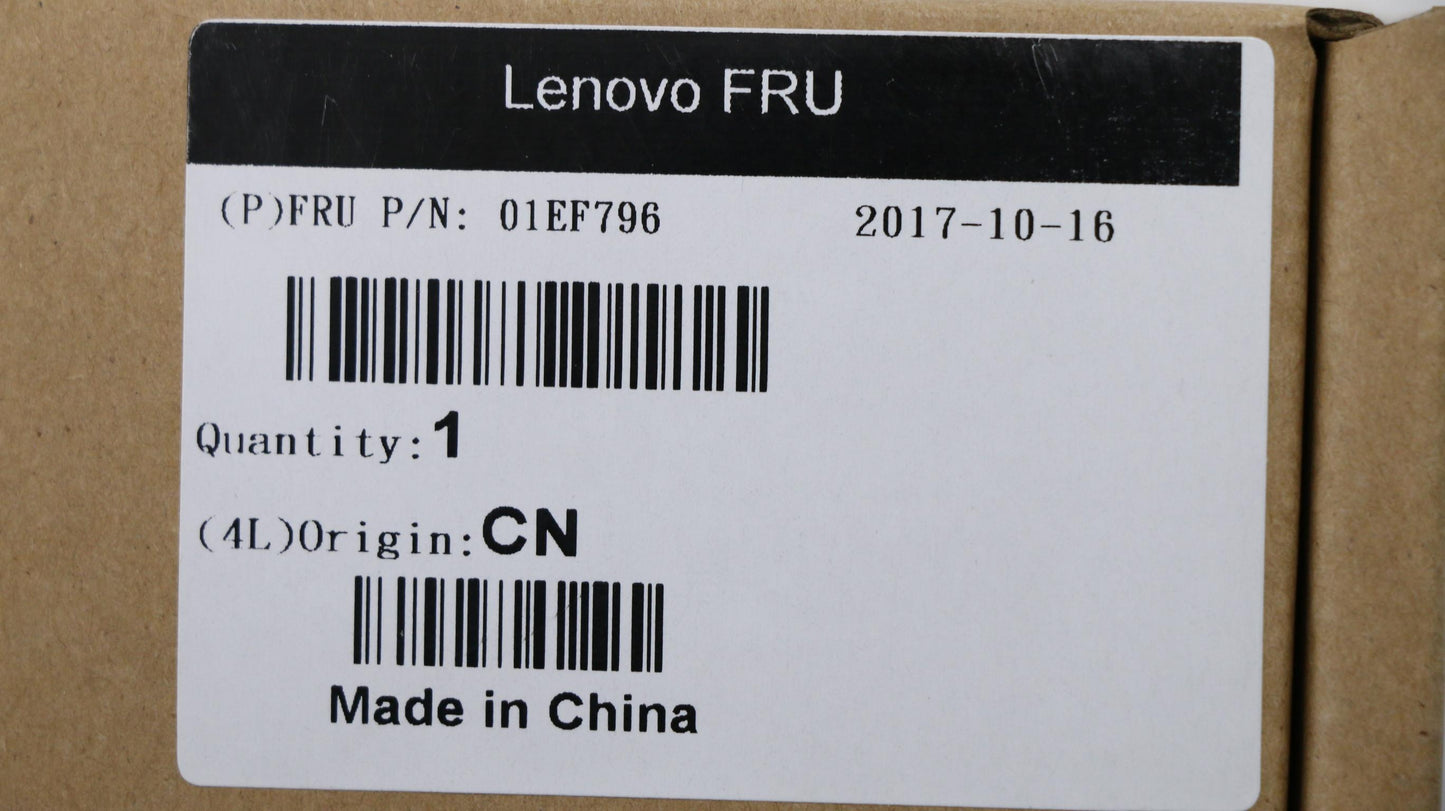 Lenovo FRU
(P)FRU P/N: 01EF796 2017-10-16
Quantity:1
(4L)Origin:CN
Made in China